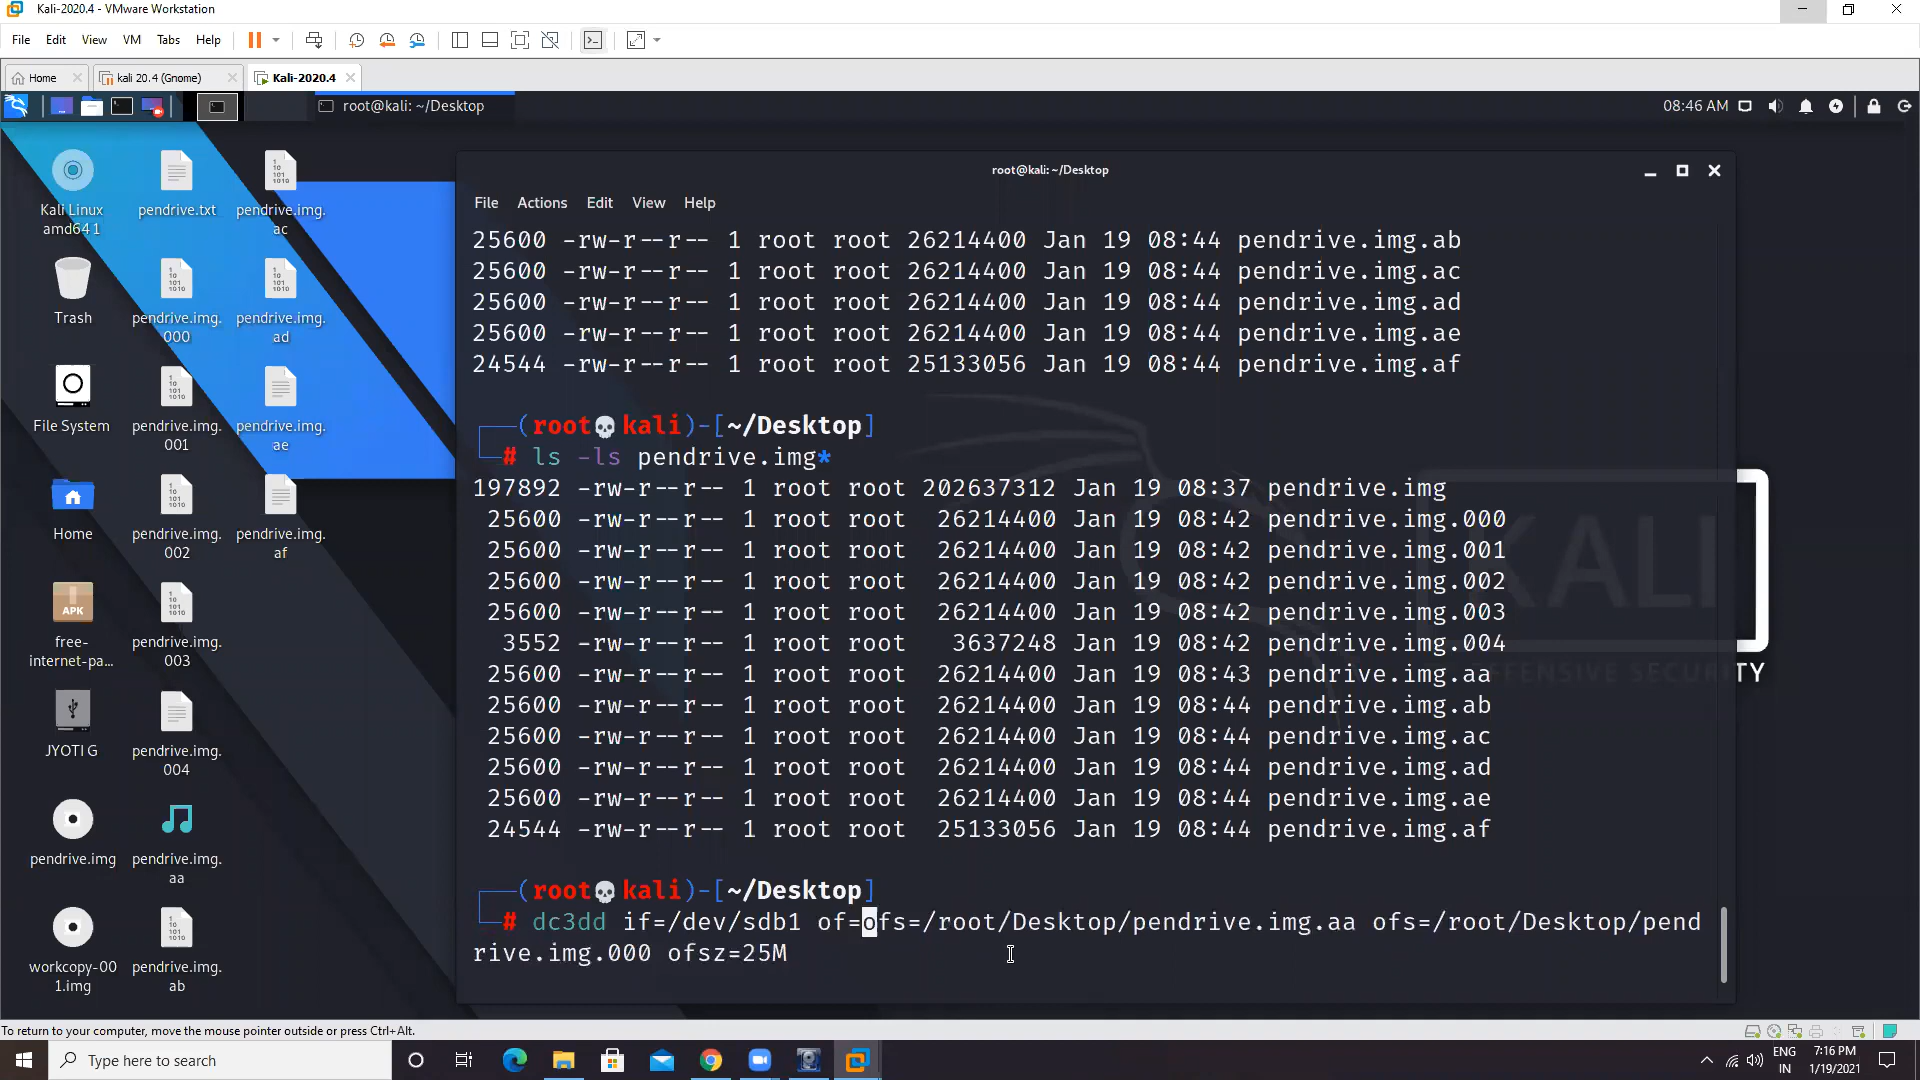 Kali-2020.4 - VMware Workstation
File Edit View VM Tabs Help
Home
kali 20.4 (Gnome)
Kali-2020.4
root@kali: ~/Desktop
08:46 AM
Kali Linux amd64 1
Trash
File System
Home
APK
free-internet-pa...
JYOTI G
pendrive.img
workcopy-001.img
pendrive.txt
pendrive.img.000
pendrive.img.001
pendrive.img.002
pendrive.img.003
pendrive.img.004
pendrive.img.aa
pendrive.img.ab
pendrive.img.ac
pendrive.img.ad
pendrive.img.ae
pendrive.img.af
root@kali: ~/Desktop
File Actions Edit View Help
25600 -rw-r--r-- 1 root root 26214400 Jan 19 08:44 pendrive.img.ab
25600 -rw-r--r-- 1 root root 26214400 Jan 19 08:44 pendrive.img.ac
25600 -rw-r--r-- 1 root root 26214400 Jan 19 08:44 pendrive.img.ad
25600 -rw-r--r-- 1 root root 26214400 Jan 19 08:44 pendrive.img.ae
24544 -rw-r--r-- 1 root root 25133056 Jan 19 08:44 pendrive.img.af
(root💀kali)-[~/Desktop]
# ls -ls pendrive.img*
197892 -rw-r--r-- 1 root root 202637312 Jan 19 08:37 pendrive.img
25600 -rw-r--r-- 1 root root 26214400 Jan 19 08:42 pendrive.img.000
25600 -rw-r--r-- 1 root root 26214400 Jan 19 08:42 pendrive.img.001
25600 -rw-r--r-- 1 root root 26214400 Jan 19 08:42 pendrive.img.002
25600 -rw-r--r-- 1 root root 26214400 Jan 19 08:42 pendrive.img.003
3552 -rw-r--r-- 1 root root 3637248 Jan 19 08:42 pendrive.img.004
25600 -rw-r--r-- 1 root root 26214400 Jan 19 08:43 pendrive.img.aa
25600 -rw-r--r-- 1 root root 26214400 Jan 19 08:44 pendrive.img.ab
25600 -rw-r--r-- 1 root root 26214400 Jan 19 08:44 pendrive.img.ac
25600 -rw-r--r-- 1 root root 26214400 Jan 19 08:44 pendrive.img.ad
25600 -rw-r--r-- 1 root root 26214400 Jan 19 08:44 pendrive.img.ae
24544 -rw-r--r-- 1 root root 25133056 Jan 19 08:44 pendrive.img.af
(root💀kali)-[~/Desktop]
# dc3dd if=/dev/sdb1 of=ofs=/root/Desktop/pendrive.img.aa ofs=/root/Desktop/pend
rive.img.000 ofsz=25M
KALI
OFFENSIVE SECURITY
To return to your computer, move the mouse pointer outside or press Ctrl+Alt.
Type here to search
ENG
IN
7:16 PM
1/19/2021